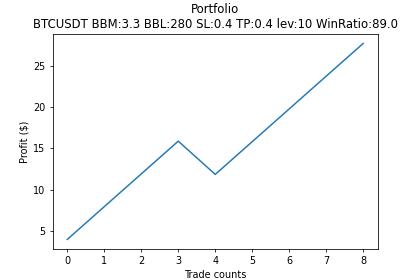 Portfolio
BTCUSDT BBM:3.3 BBL:280 SL:0.4 TP:0.4 lev:10 WinRatio:89.0
25
20
15
10
5
Profit ($)
0 1 2 3 4 5 6 7 8
Trade counts